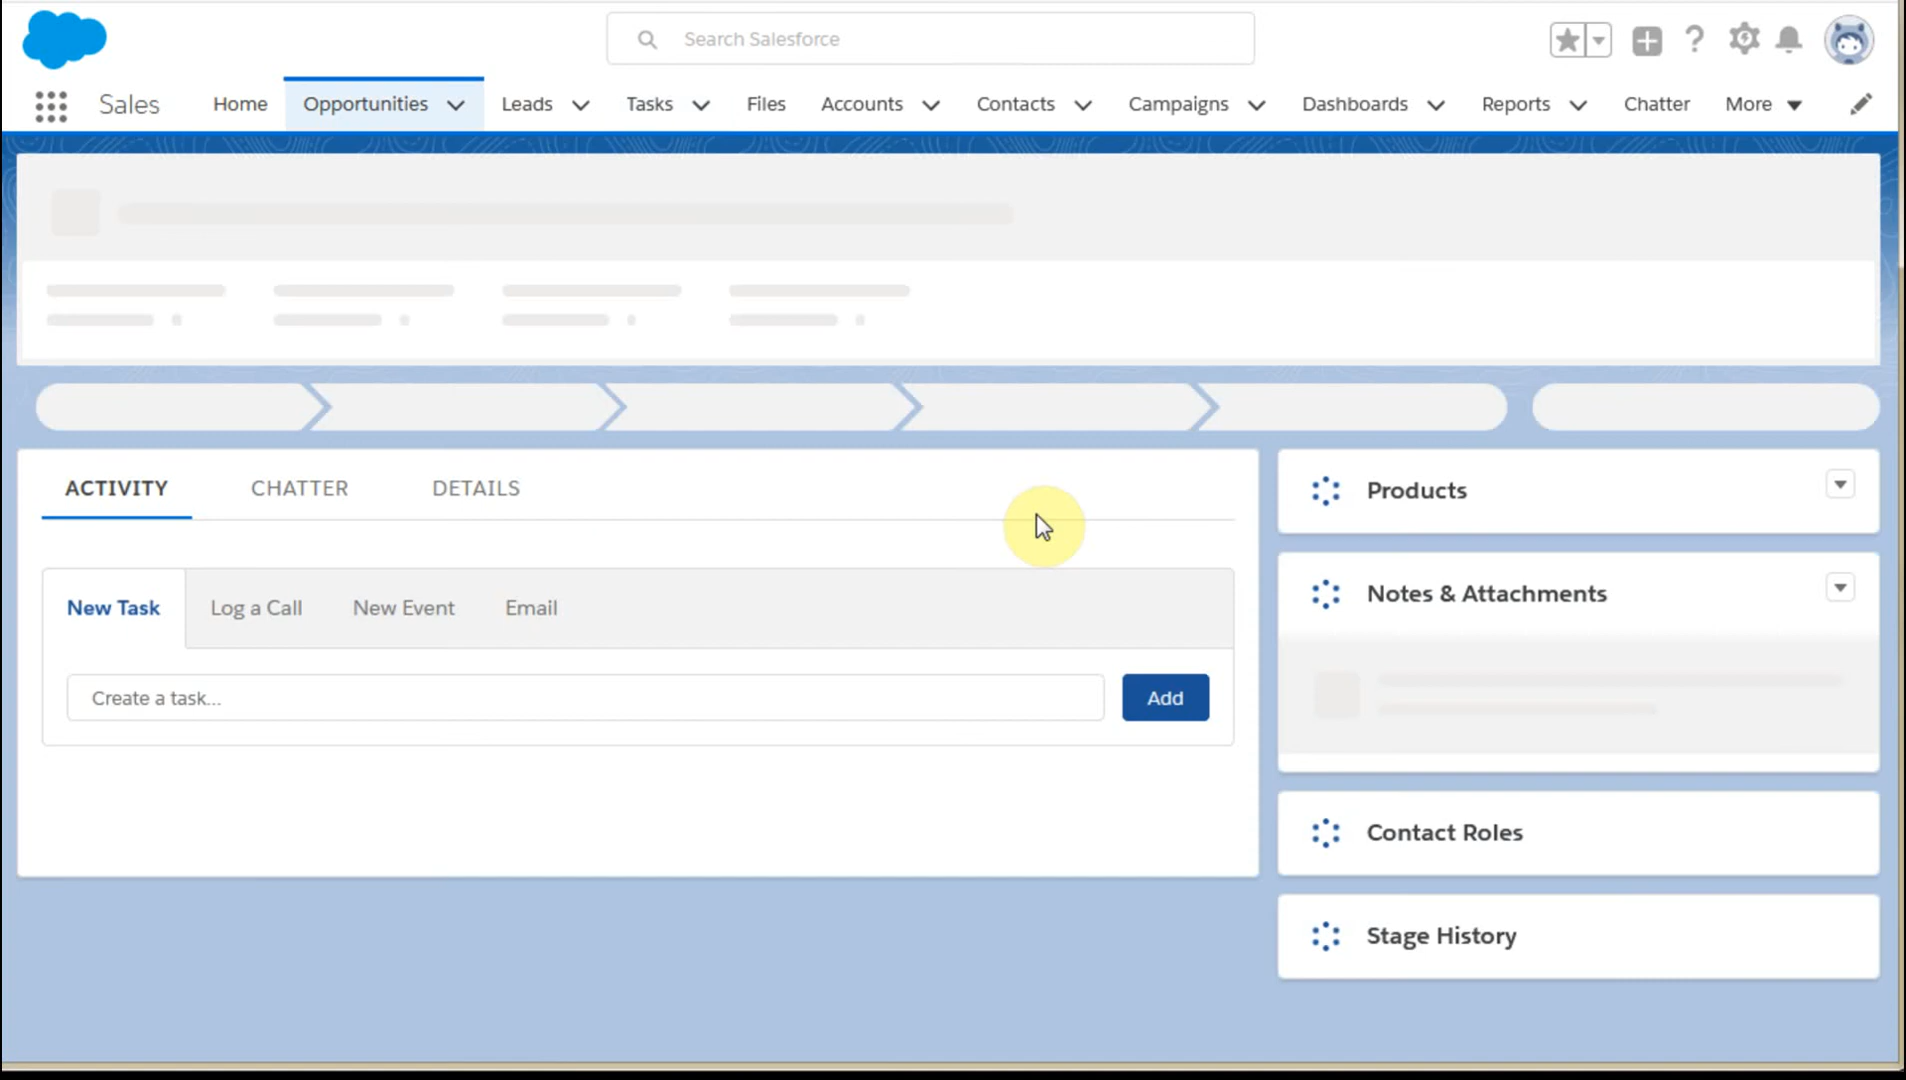 Search Salesforce
Sales Home Opportunities Leads Tasks Files Accounts Contacts Campaigns Dashboards Reports Chatter More
ACTIVITY CHATTER DETAILS
New Task Log a Call New Event Email
Create a task... Add
Products
Notes & Attachments
Contact Roles
Stage History